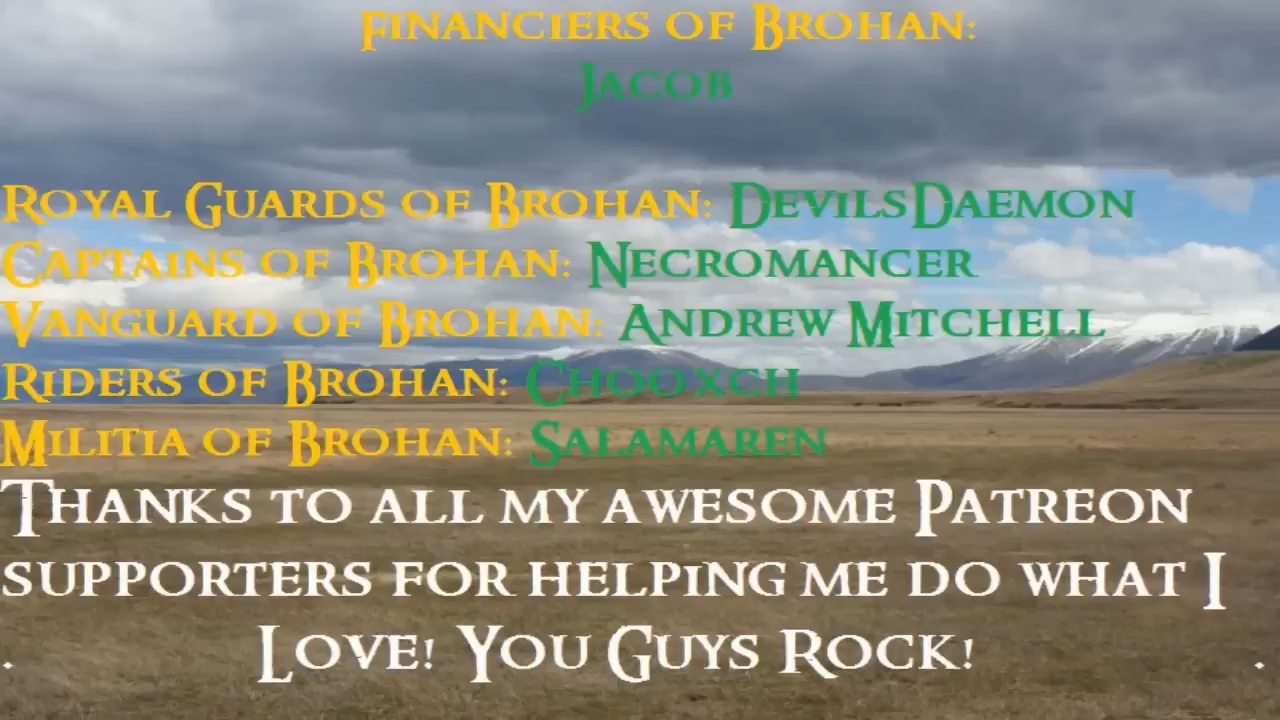 Financiers of Brohan:
Jacob
Royal Guards of Brohan: DevilsDaemon
Captains of Brohan: Necromancer
Vanguard of Brohan: Andrew Mitchell
Riders of Brohan: Chooxch
Militia of Brohan: Salamaren
Thanks to all my awesome Patreon
supporters for helping me do what I
. Love! You Guys Rock! .